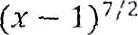 (x − 1)^{7/2}